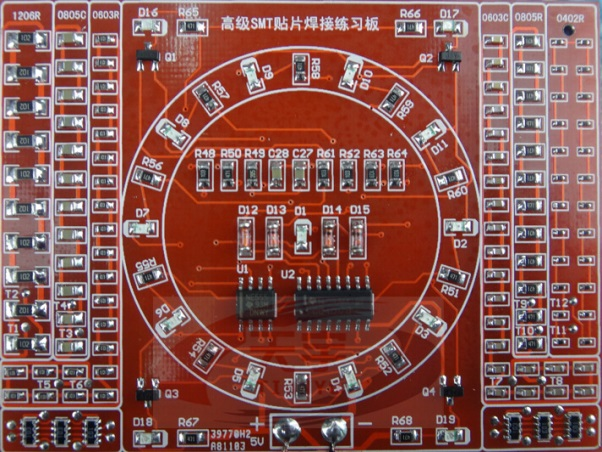 1206R 0805C 0603R D16 R65 高级SMT贴片焊接练习板 R66 D17 0603C 0805R 0402R
Q1 Q2
D9 R58 D10
R57 R59
D8 D11
R56 R60
R48 R50 R49 C28 C27 R61 R62 R63 R64
D7 D12 D13 D1 D14 D15 D2
U1 U2
R55 R51
T2 T4 T9 T12
D6 D3
T1 T3 T10 T11
R54 R52
D5 R53 D4
T5 T6 T7 T8
Q3 Q4
D18 R67 + − R68 D19
39770H2
A81103 5V